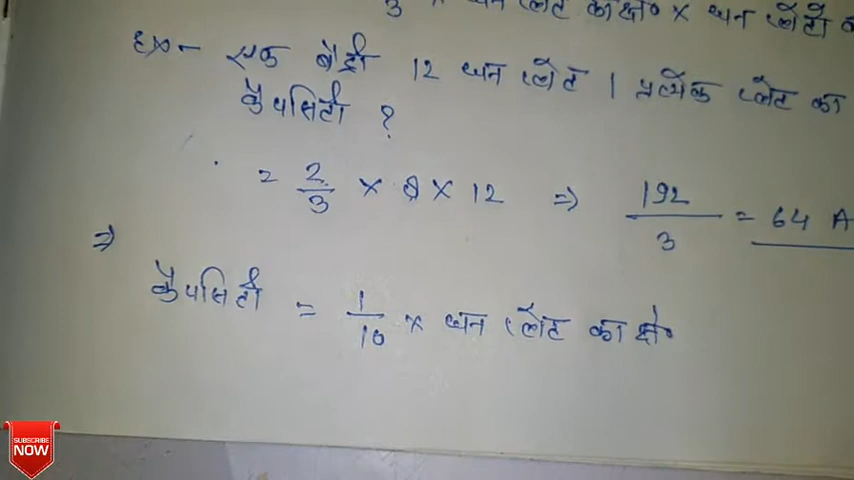 3 × धन प्लेट का क्षे० × धन प्लेटों
Ex- एक बैट्री 12 धन प्लेट । प्रत्येक प्लेट का
कैपसिटी ?
= 2/3 × 8 × 12 ⇒ 192/3 = 64 A
⇒ कैपसिटी = 1/10 × धन प्लेट का क्षे०
SUBSCRIBE
NOW